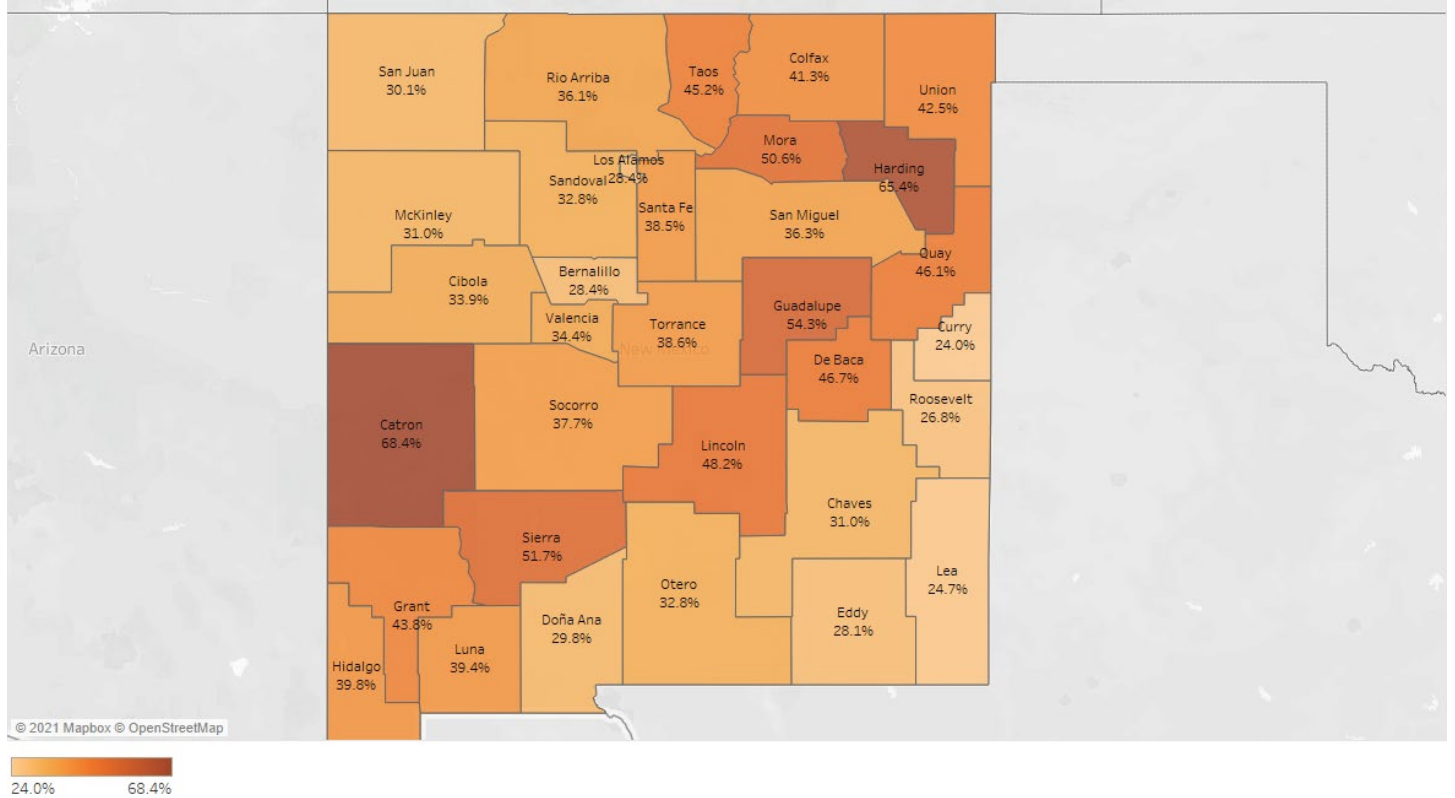 San Juan
30.1%
Rio Arriba
36.1%
Taos
45.2%
Colfax
41.3%
Union
42.5%
Mora
50.6%
Harding
65.4%
Los Alamos
28.4%
Sandoval
32.8%
Santa Fe
38.5%
San Miguel
36.3%
McKinley
31.0%
Quay
46.1%
Cibola
33.9%
Bernalillo
28.4%
Guadalupe
54.3%
Valencia
34.4%
Torrance
38.6%
Curry
24.0%
Arizona
New Mexico
De Baca
46.7%
Roosevelt
26.8%
Catron
68.4%
Socorro
37.7%
Lincoln
48.2%
Chaves
31.0%
Sierra
51.7%
Lea
24.7%
Otero
32.8%
Grant
43.8%
Doña Ana
29.8%
Eddy
28.1%
Luna
39.4%
Hidalgo
39.8%
© 2021 Mapbox © OpenStreetMap
24.0% 68.4%